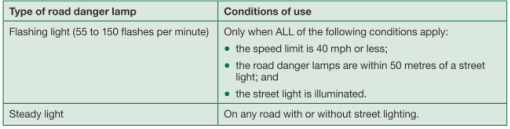 Type of road danger lamp
Conditions of use
Flashing light (55 to 150 flashes per minute)
Only when ALL of the following conditions apply:
• the speed limit is 40 mph or less;
• the road danger lamps are within 50 metres of a street
light; and
• the street light is illuminated.
Steady light
On any road with or without street lighting.